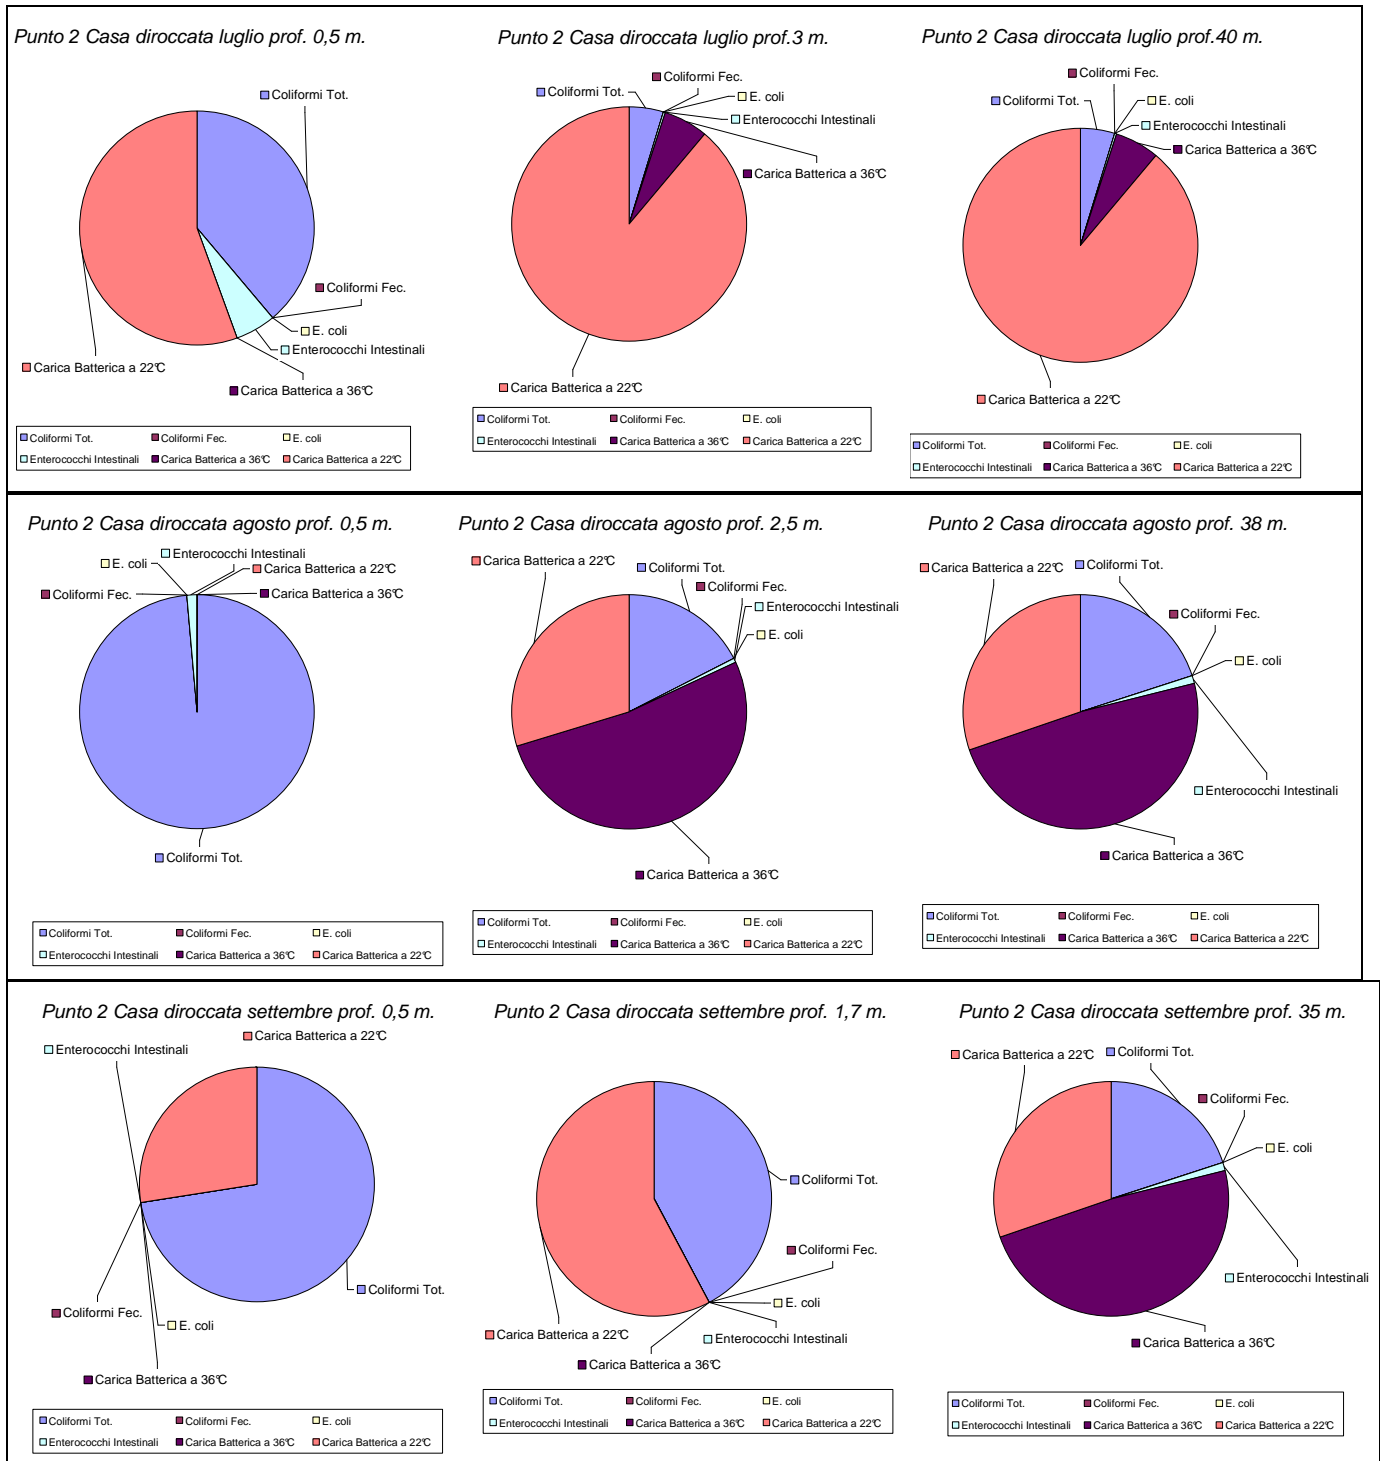 Punto 2 Casa diroccata luglio prof. 0,5 m.
Coliformi Tot.
Coliformi Fec.
E. coli
Enterococchi Intestinali
Carica Batterica a 22°C
Carica Batterica a 36°C
Coliformi Tot. Coliformi Fec. E. coli
Enterococchi Intestinali Carica Batterica a 36°C Carica Batterica a 22°C
Punto 2 Casa diroccata luglio prof.3 m.
Coliformi Fec.
Coliformi Tot.
E. coli
Enterococchi Intestinali
Carica Batterica a 36°C
Carica Batterica a 22°C
Coliformi Tot. Coliformi Fec. E. coli
Enterococchi Intestinali Carica Batterica a 36°C Carica Batterica a 22°C
Punto 2 Casa diroccata luglio prof.40 m.
Coliformi Fec.
Coliformi Tot.
E. coli
Enterococchi Intestinali
Carica Batterica a 36°C
Carica Batterica a 22°C
Coliformi Tot. Coliformi Fec. E. coli
Enterococchi Intestinali Carica Batterica a 36°C Carica Batterica a 22°C
Punto 2 Casa diroccata agosto prof. 0,5 m.
Enterococchi Intestinali
E. coli
Carica Batterica a 22°C
Coliformi Fec.
Carica Batterica a 36°C
Coliformi Tot.
Coliformi Tot. Coliformi Fec. E. coli
Enterococchi Intestinali Carica Batterica a 36°C Carica Batterica a 22°C
Punto 2 Casa diroccata agosto prof. 2,5 m.
Carica Batterica a 22°C
Coliformi Tot.
Coliformi Fec.
Enterococchi Intestinali
E. coli
Carica Batterica a 36°C
Coliformi Tot. Coliformi Fec. E. coli
Enterococchi Intestinali Carica Batterica a 36°C Carica Batterica a 22°C
Punto 2 Casa diroccata agosto prof. 38 m.
Coliformi Tot.
Carica Batterica a 22°C
Coliformi Fec.
E. coli
Enterococchi Intestinali
Carica Batterica a 36°C
Coliformi Tot. Coliformi Fec. E. coli
Enterococchi Intestinali Carica Batterica a 36°C Carica Batterica a 22°C
Punto 2 Casa diroccata settembre prof. 0,5 m.
Carica Batterica a 22°C
Enterococchi Intestinali
Coliformi Tot.
Coliformi Fec.
E. coli
Carica Batterica a 36°C
Coliformi Tot. Coliformi Fec. E. coli
Enterococchi Intestinali Carica Batterica a 36°C Carica Batterica a 22°C
Punto 2 Casa diroccata settembre prof. 1,7 m.
Coliformi Tot.
Coliformi Fec.
E. coli
Carica Batterica a 22°C
Enterococchi Intestinali
Carica Batterica a 36°C
Coliformi Tot. Coliformi Fec. E. coli
Enterococchi Intestinali Carica Batterica a 36°C Carica Batterica a 22°C
Punto 2 Casa diroccata settembre prof. 35 m.
Coliformi Tot.
Carica Batterica a 22°C
Coliformi Fec.
E. coli
Enterococchi Intestinali
Carica Batterica a 36°C
Coliformi Tot. Coliformi Fec. E. coli
Enterococchi Intestinali Carica Batterica a 36°C Carica Batterica a 22°C